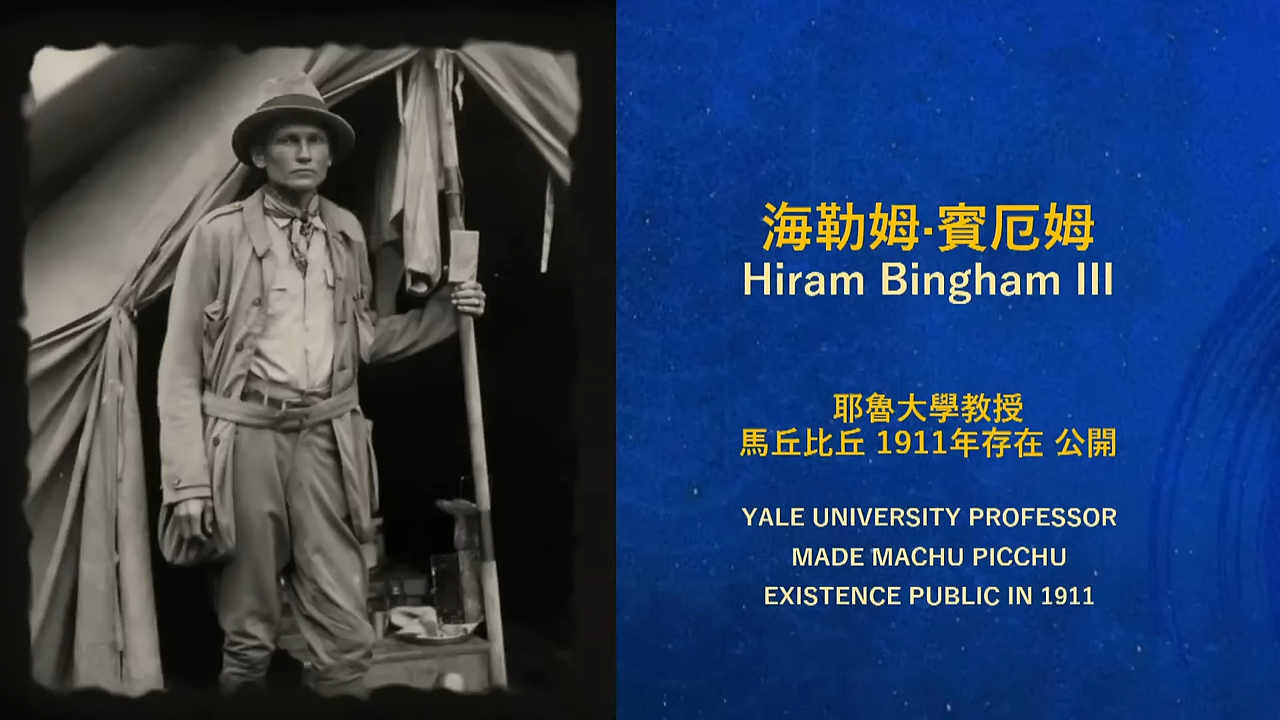 海勒姆·賓厄姆
Hiram Bingham III
耶魯大學教授
馬丘比丘 1911年存在 公開
YALE UNIVERSITY PROFESSOR
MADE MACHU PICCHU
EXISTENCE PUBLIC IN 1911